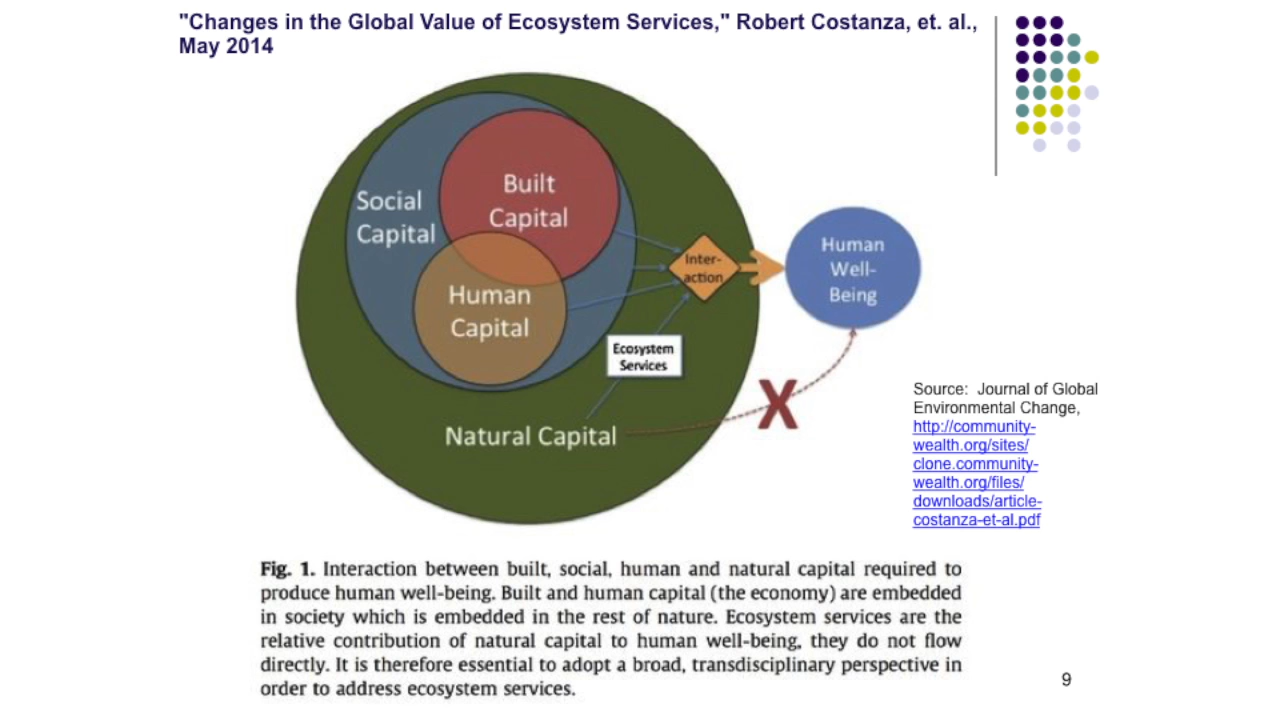 "Changes in the Global Value of Ecosystem Services," Robert Costanza, et. al.,
May 2014
Social
Capital
Built
Capital
Human
Capital
Inter-
action
Human
Well-
Being
Ecosystem
Services
Natural Capital
X
Source: Journal of Global
Environmental Change,
http://community-
wealth.org/sites/
clone.community-
wealth.org/files/
downloads/article-
costanza-et-al.pdf
Fig. 1. Interaction between built, social, human and natural capital required to
produce human well-being. Built and human capital (the economy) are embedded
in society which is embedded in the rest of nature. Ecosystem services are the
relative contribution of natural capital to human well-being, they do not flow
directly. It is therefore essential to adopt a broad, transdisciplinary perspective in
order to address ecosystem services.
9